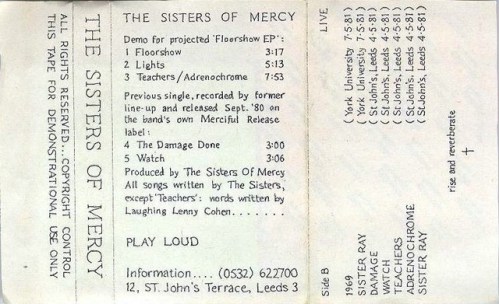 ALL RIGHTS RESERVED...COPYRIGHT CONTROL
THIS TAPE FOR DEMONSTRATIONAL USE ONLY
THE SISTERS OF MERCY
THE SISTERS OF MERCY
Demo for projected 'Floorshow EP':
1 Floorshow 3:17
2 Lights 5:13
3 Teachers/Adrenochrome 7:53
Previous single, recorded by former
line-up and released Sept. '80 on
the band's own Merciful Release
label:
4 The Damage Done 3:00
5 Watch 3:06
Produced by The Sisters Of Mercy
All songs written by The Sisters,
except 'Teachers': words written by
Laughing Lenny Cohen.......
PLAY LOUD
Information.... (0532) 622700
12, ST. John's Terrace, Leeds 3
Side B LIVE
1969 (York University 7-5-81)
SISTER RAY (York University 7-5-81)
DAMAGE (St John's, Leeds 4-5-81)
WATCH (St John's, Leeds 4-5-81)
TEACHERS (St John's, Leeds 4-5-81)
ADRENOCHROME (St John's, Leeds 4-5-81)
SISTER RAY (St John's, Leeds 4-5-81)
rise and reverberate